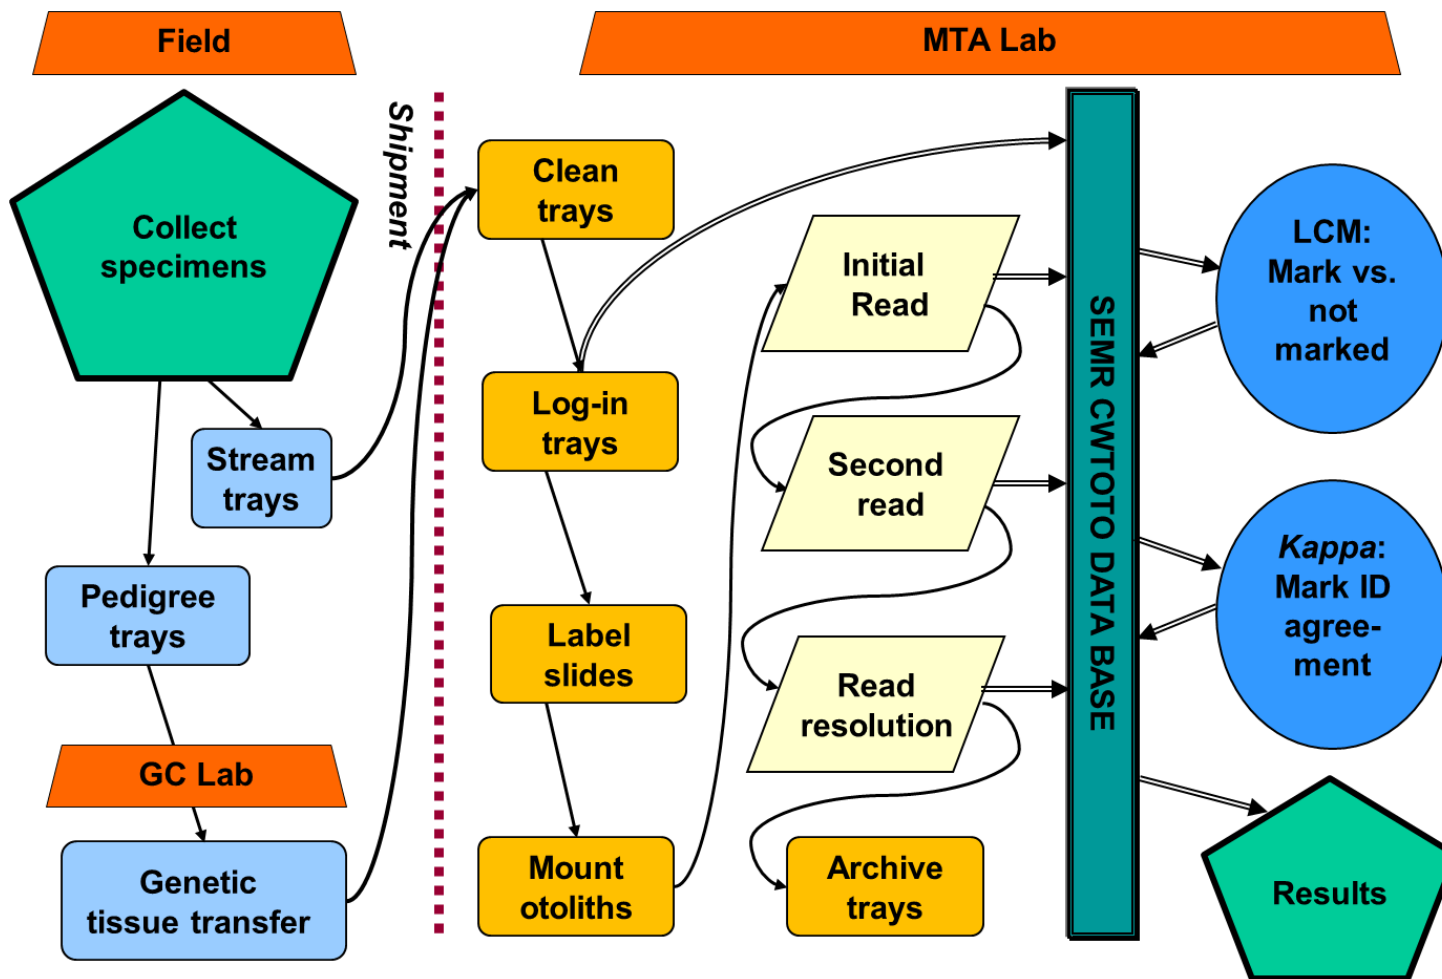 Field
MTA Lab
Shipment
Collect
specimens
Stream
trays
Pedigree
trays
GC Lab
Genetic
tissue transfer
Clean
trays
Log-in
trays
Label
slides
Mount
otoliths
Initial
Read
Second
read
Read
resolution
Archive
trays
SEMR CWTOTO DATA BASE
LCM:
Mark vs.
not
marked
Kappa:
Mark ID
agree-
ment
Results